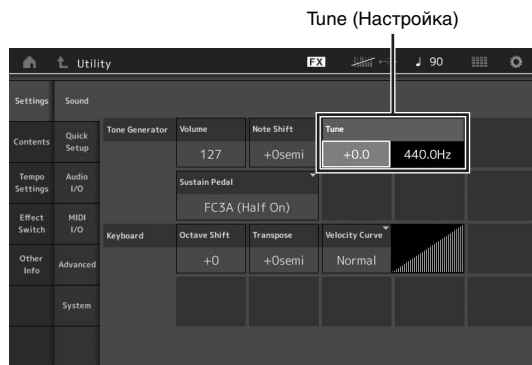 Tune (Настройка)
Utility FX ♩ 90
Settings Sound
Contents Quick Setup Tone Generator Volume Note Shift Tune
127 +0semi +0.0 440.0Hz
Tempo Settings Audio I/O Sustain Pedal
FC3A (Half On)
Effect Switch MIDI I/O
Other Info Advanced Keyboard Octave Shift Transpose Velocity Curve
+0 +0semi Normal
System